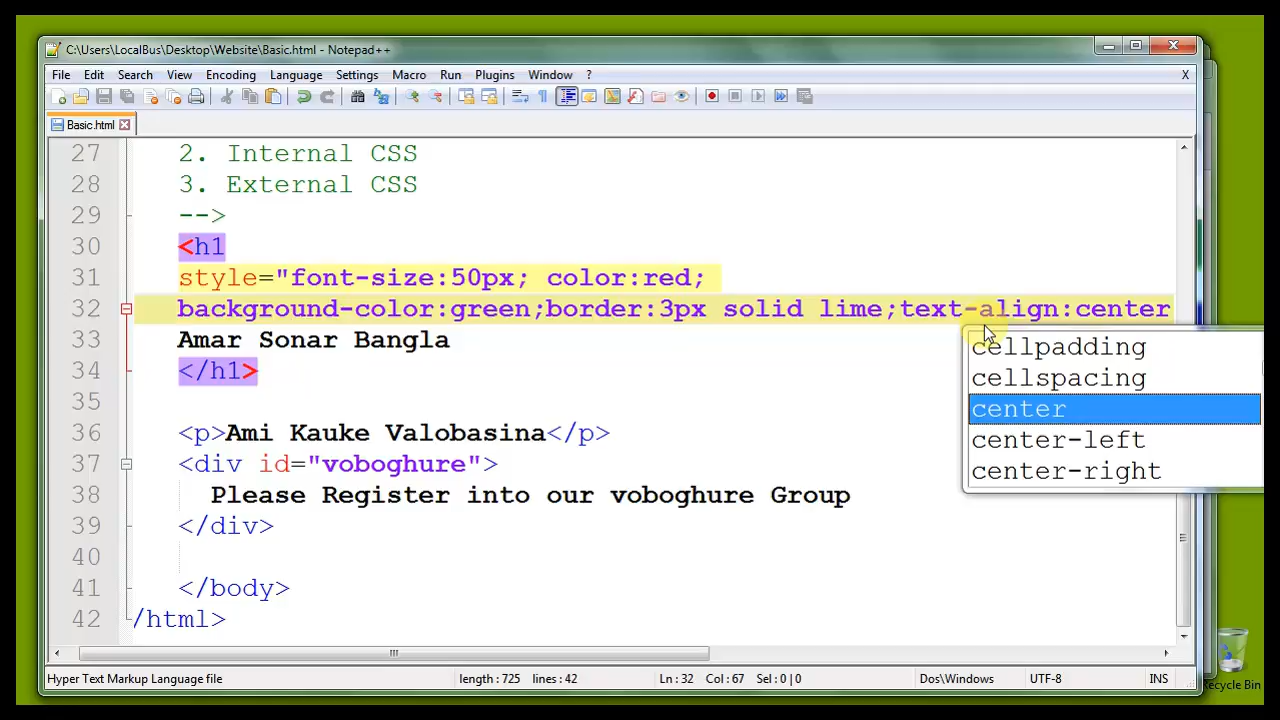 C:\Users\LocalBus\Desktop\Website\Basic.html - Notepad++
File Edit Search View Encoding Language Settings Macro Run Plugins Window ? X
Basic.html
27 2. Internal CSS
28 3. External CSS
29 -->
30 <h1
31 style="font-size:50px; color:red;
32 background-color:green;border:3px solid lime;text-align:center
33 Amar Sonar Bangla
34 </h1>
35
36 <p>Ami Kauke Valobasina</p>
37 <div id="voboghure">
38 Please Register into our voboghure Group
39 </div>
40
41 </body>
42 /html>
cellpadding
cellspacing
center
center-left
center-right
Hyper Text Markup Language file length : 725 lines : 42 Ln : 32 Col : 67 Sel : 0 | 0 Dos\Windows UTF-8 INS
Recycle Bin